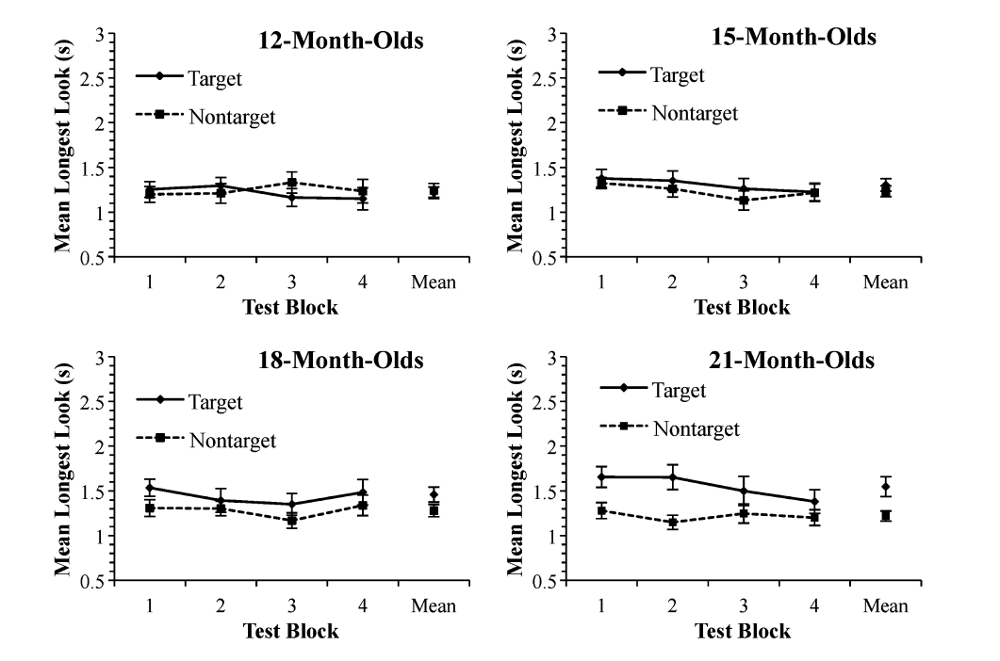 12-Month-Olds
Mean Longest Look (s)
3
2.5
2
1.5
1
0.5
Target
Nontarget
1 2 3 4 Mean
Test Block
15-Month-Olds
Mean Longest Look (s)
3
2.5
2
1.5
1
0.5
Target
Nontarget
1 2 3 4 Mean
Test Block
18-Month-Olds
Mean Longest Look (s)
3
2.5
2
1.5
1
0.5
Target
Nontarget
1 2 3 4 Mean
Test Block
21-Month-Olds
Mean Longest Look (s)
3
2.5
2
1.5
1
0.5
Target
Nontarget
1 2 3 4 Mean
Test Block